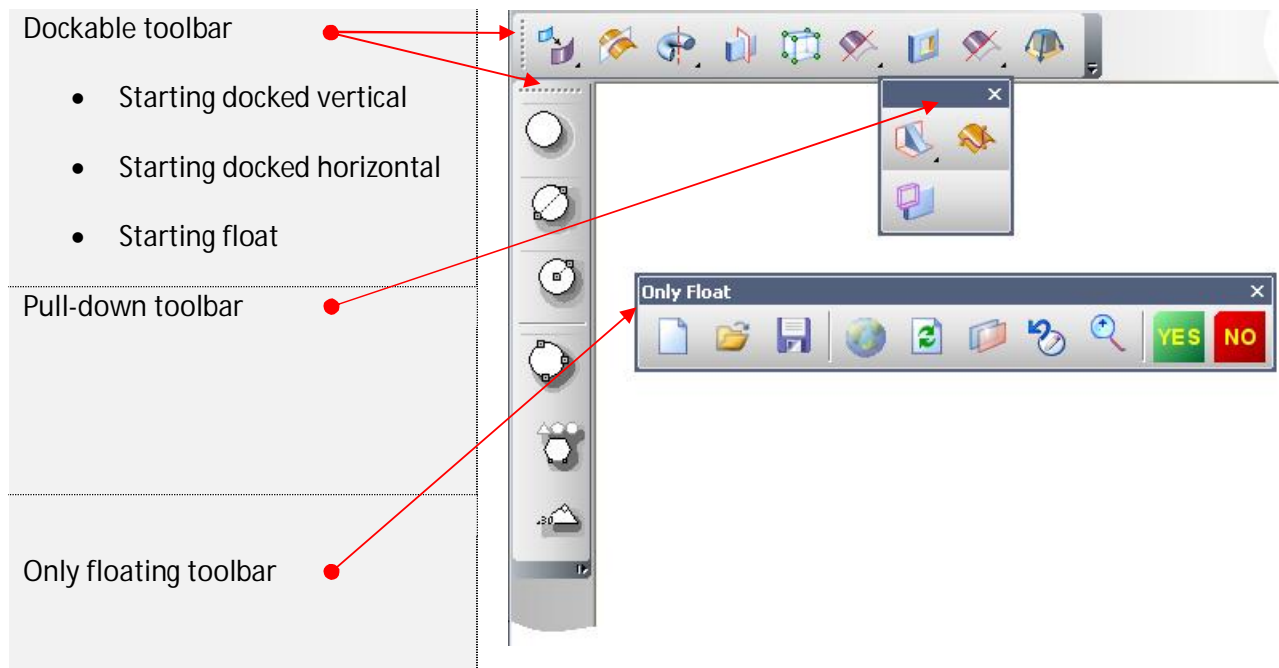 Dockable toolbar
• Starting docked vertical
• Starting docked horizontal
• Starting float
Pull-down toolbar
Only floating toolbar
Only Float
YES NO
.30